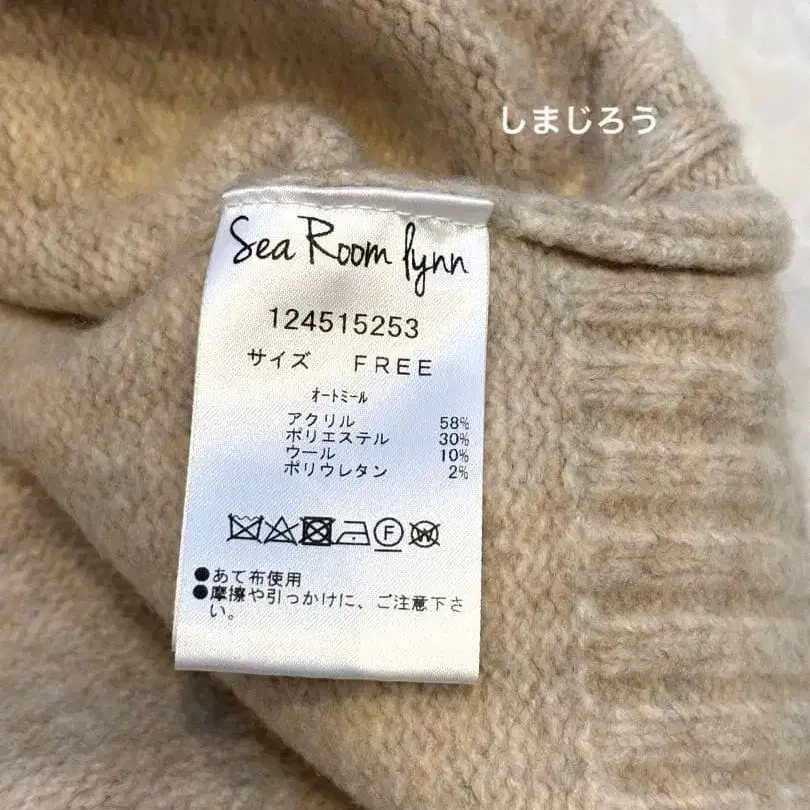 しまじろう
Sea Room lynn
124515253
サイズ FREE
オートミール
アクリル 58%
ポリエステル 30%
ウール 10%
ポリウレタン 2%
F W
●あて布使用
●摩擦や引っかけに、ご注意下さ
い。